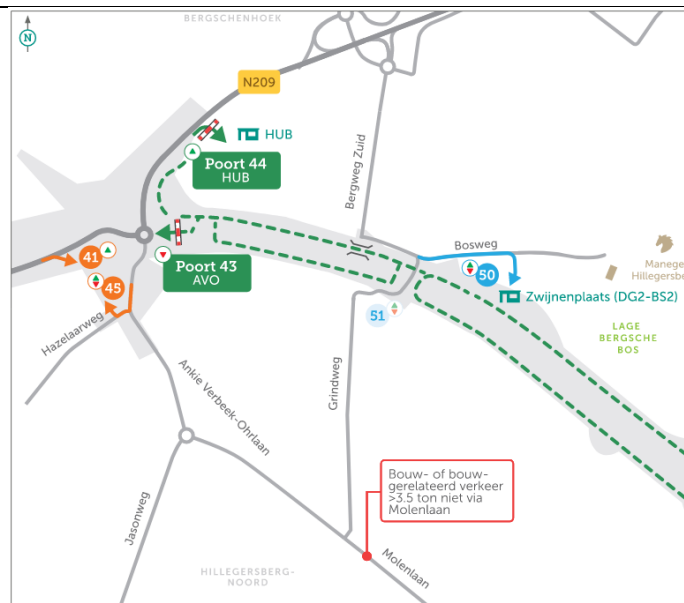 BERGSCHENHOEK
N
N209
HUB
Poort 44
HUB
Bergweg Zuid
Bosweg
41
Poort 43
AVO
50
Manege
Zwijnenplaats (DG2-BS2)
45
51
Hazelaarweg
LAGE
BERGSCHE
BOS
Ankie Verbeek-Ohrlaan
Grindweg
Bouw- of bouw-
gerelateerd verkeer
>3.5 ton niet via
Molenlaan
Jasonweg
Molenlaan
HILLEGERSBERG-
NOORD